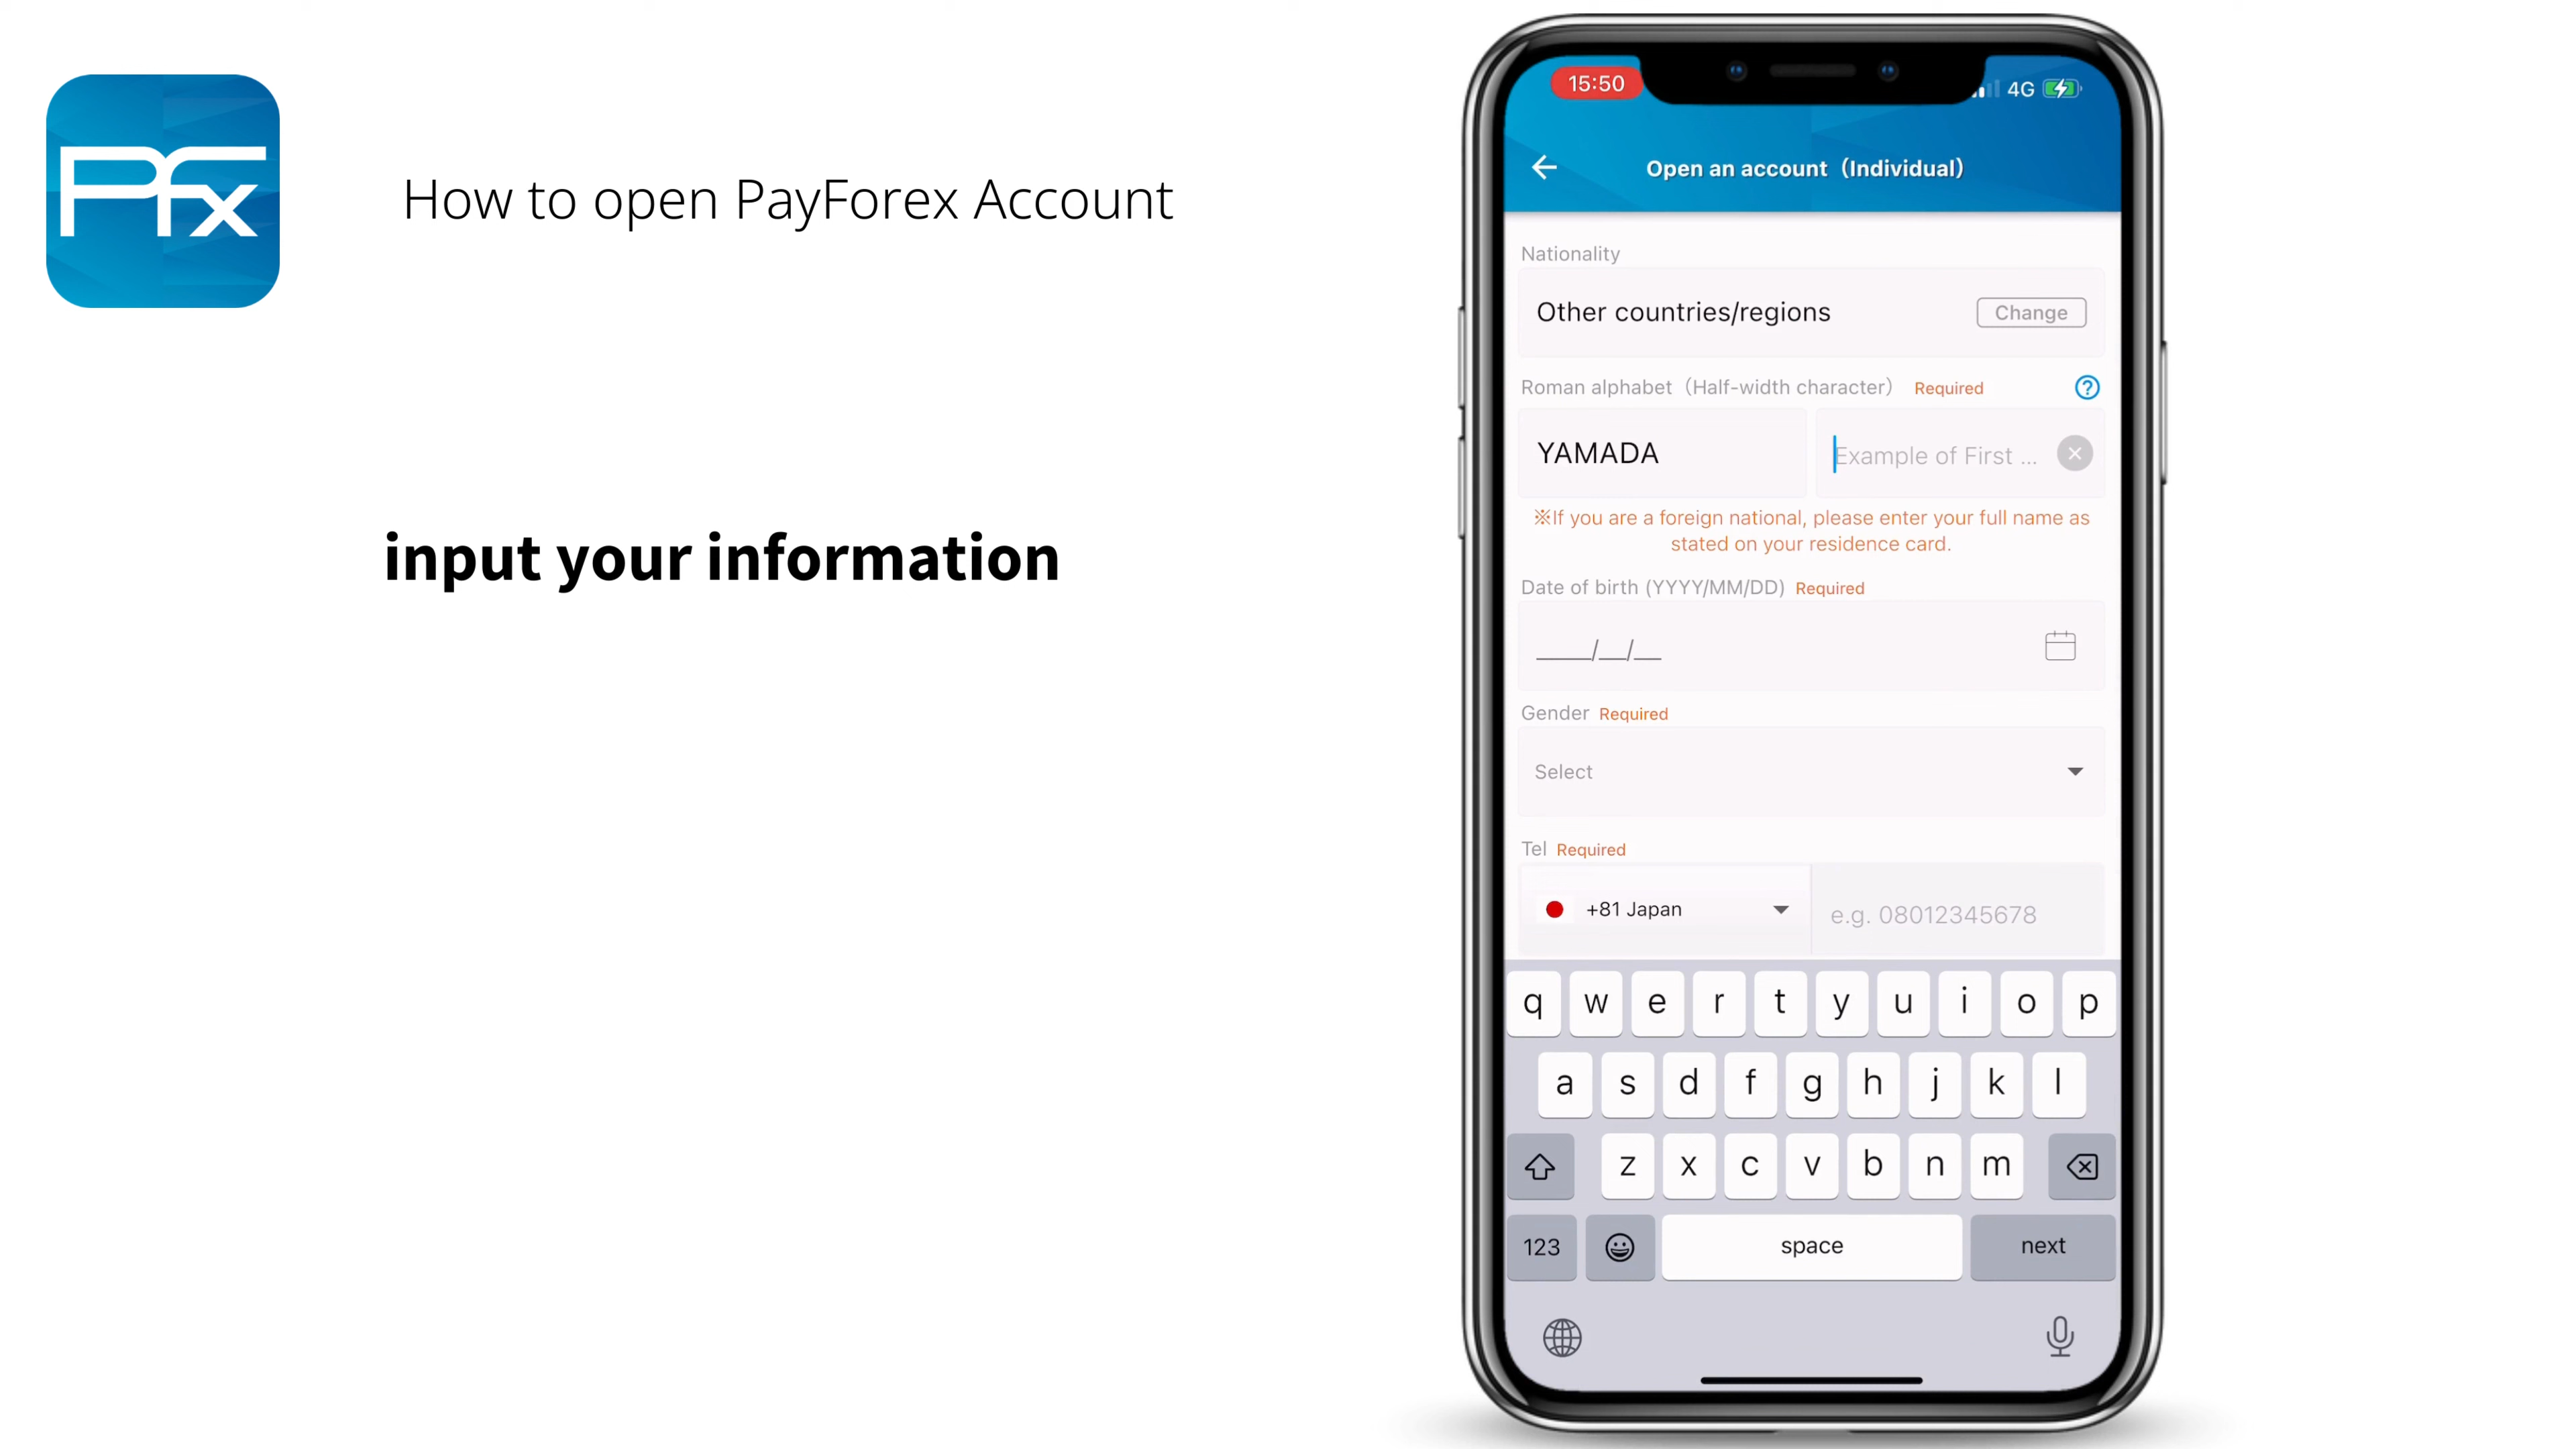 Pfx
How to open PayForex Account
input your information
15:50
4G
Open an account（Individual）
Nationality
Other countries/regions
Change
Roman alphabet（Half-width character） Required
?
YAMADA
Example of First ...
※If you are a foreign national, please enter your full name as
stated on your residence card.
Date of birth (YYYY/MM/DD) Required
____/__/__
Gender Required
Select
Tel Required
+81 Japan
e.g. 08012345678
q w e r t y u i o p
a s d f g h j k l
z x c v b n m
123 space next